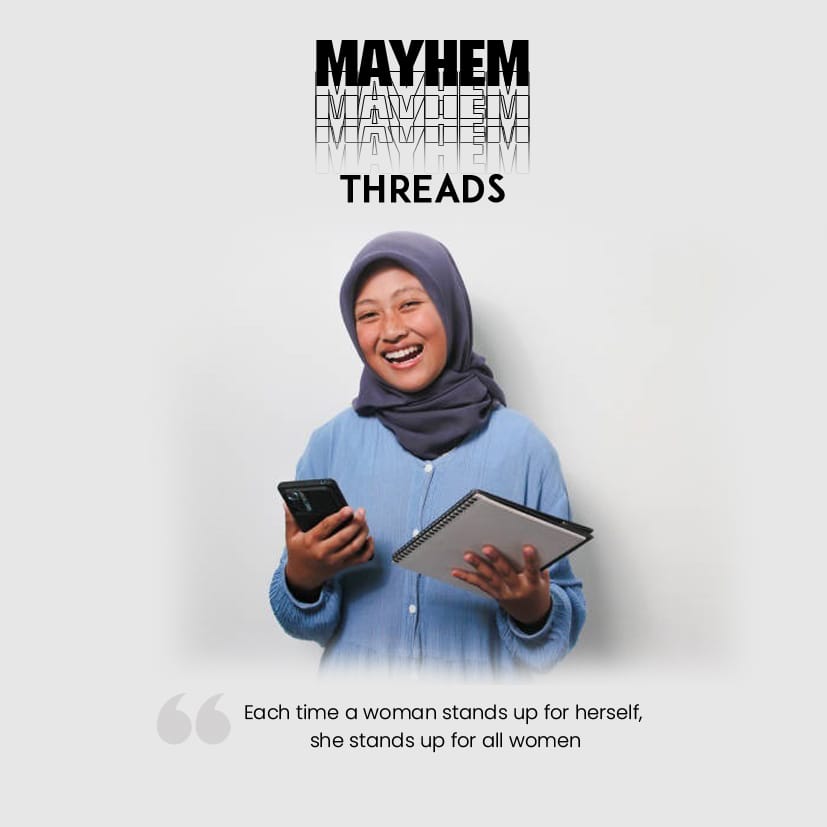 MAYHEM
MAYHEM
MAYHEM
MAYHEM
THREADS
Each time a woman stands up for herself,
she stands up for all women